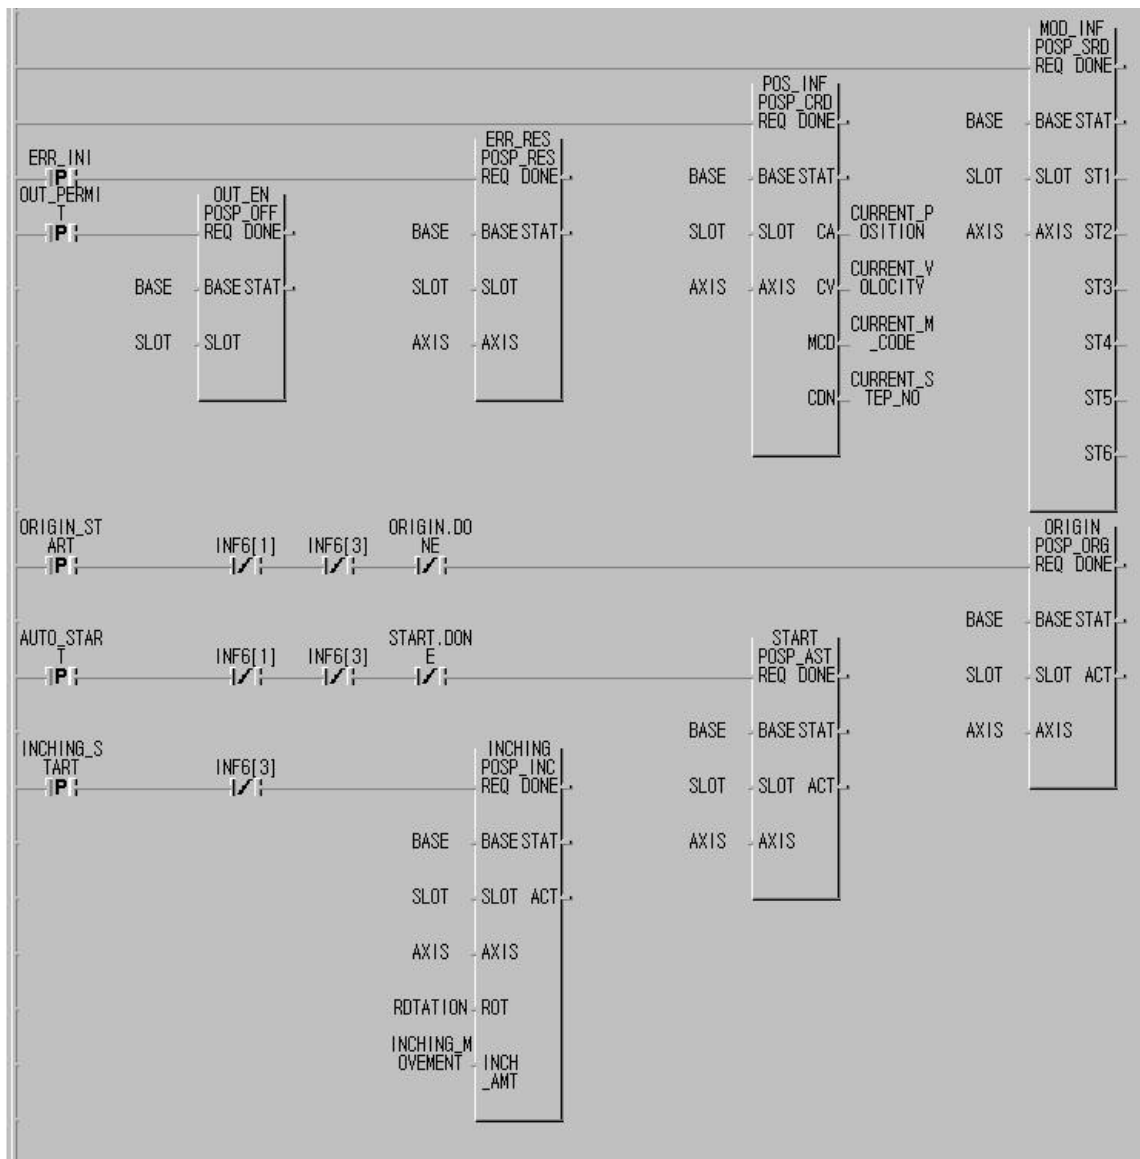 MOD_INF
POSP_SRD
REQ DONE
POS_INF
POSP_CRD
REQ DONE
BASE BASE STAT
ERR_RES
POSP_RES
REQ DONE
ERR_INI
P
BASE BASE STAT
SLOT SLOT ST1
OUT_PERMI
T
P
OUT_EN
POSP_OFF
REQ DONE
BASE BASE STAT
SLOT SLOT CA
CURRENT_P
OSITION
AXIS AXIS ST2
BASE BASE STAT
SLOT SLOT
AXIS AXIS CV
CURRENT_V
OLOCITY
ST3
SLOT SLOT
AXIS AXIS
MCD
CURRENT_M
_CODE
ST4
CDN
CURRENT_S
TEP_NO
ST5
ST6
ORIGIN_ST
ART
P
INF6[1]
INF6[3]
ORIGIN.DO
NE
ORIGIN
POSP_ORG
REQ DONE
BASE BASE STAT
AUTO_STAR
T
P
INF6[1]
INF6[3]
START.DON
E
START
POSP_AST
REQ DONE
SLOT SLOT ACT
BASE BASE STAT
AXIS AXIS
INCHING_S
TART
P
INF6[3]
INCHING
POSP_INC
REQ DONE
SLOT SLOT ACT
BASE BASE STAT
AXIS AXIS
SLOT SLOT ACT
AXIS AXIS
RDTATION ROT
INCHING_M
OVEMENT
INCH
_AMT